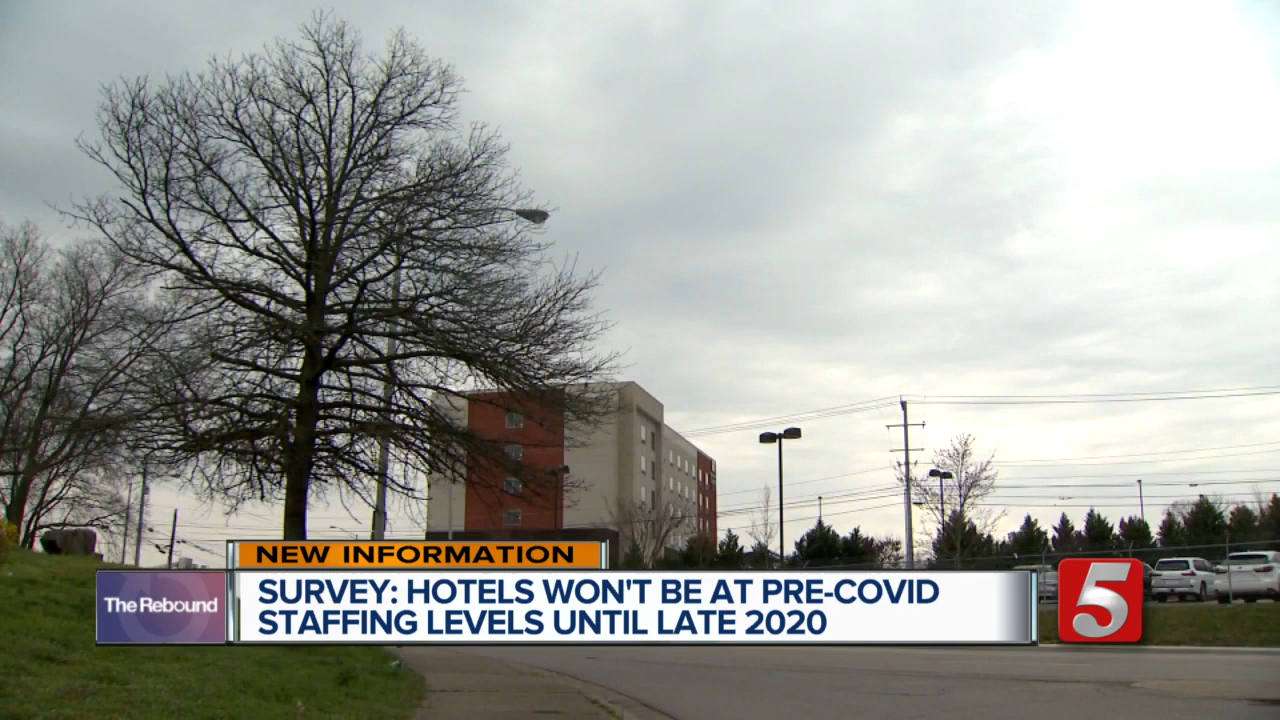 NEW INFORMATION
The Rebound
SURVEY: HOTELS WON'T BE AT PRE-COVID
STAFFING LEVELS UNTIL LATE 2020
5